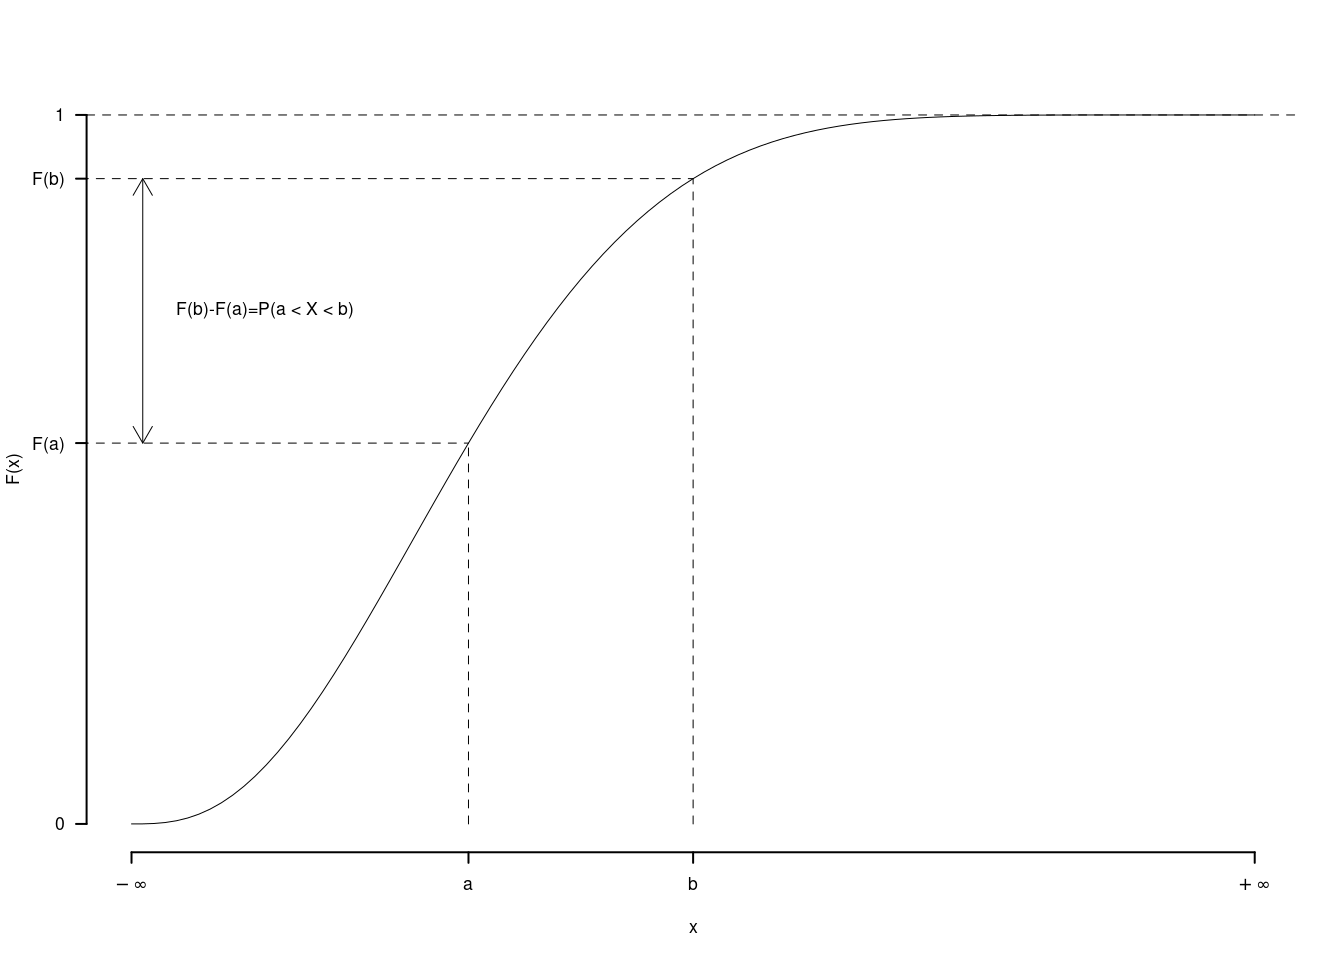 1
F(b)
F(b)-F(a)=P(a < X < b)
F(a)
F(x)
0
− ∞
a
b
+ ∞
x